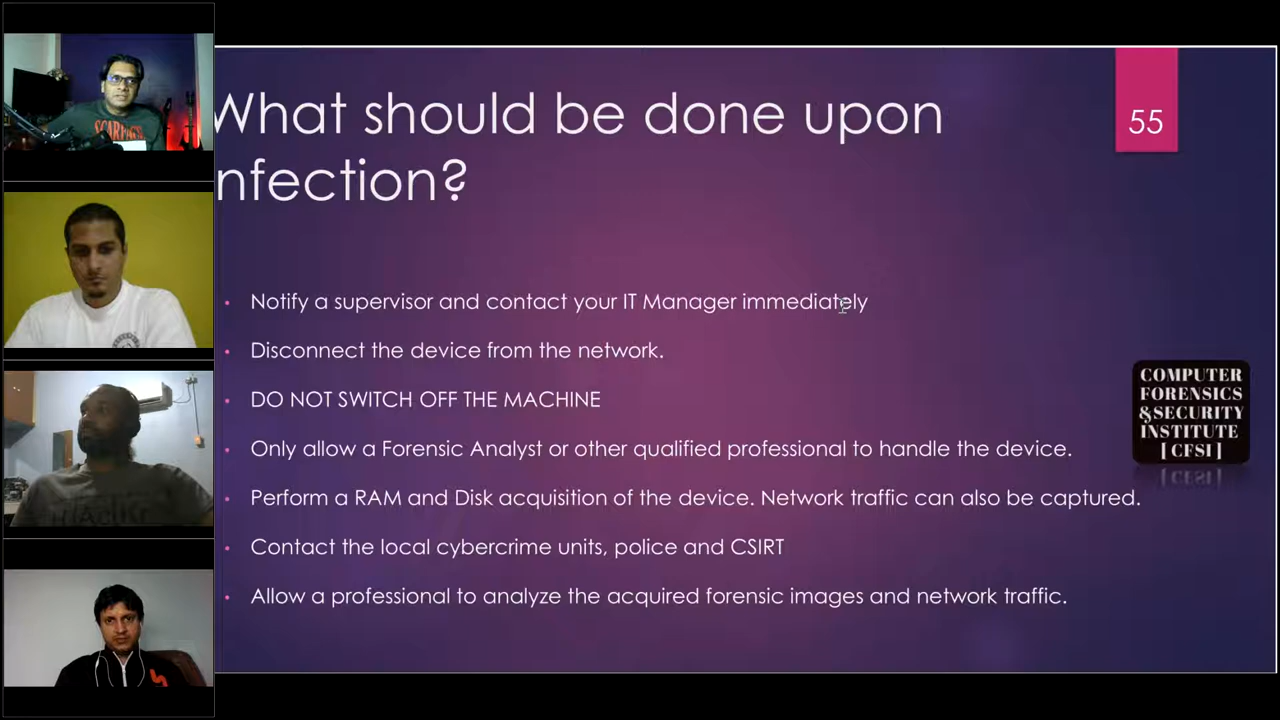 What should be done upon
nfection?
55
• Notify a supervisor and contact your IT Manager immediately
• Disconnect the device from the network.
• DO NOT SWITCH OFF THE MACHINE
• Only allow a Forensic Analyst or other qualified professional to handle the device.
• Perform a RAM and Disk acquisition of the device. Network traffic can also be captured.
• Contact the local cybercrime units, police and CSIRT
• Allow a professional to analyze the acquired forensic images and network traffic.
COMPUTER
FORENSICS
&SECURITY
INSTITUTE
[ CFSI ]